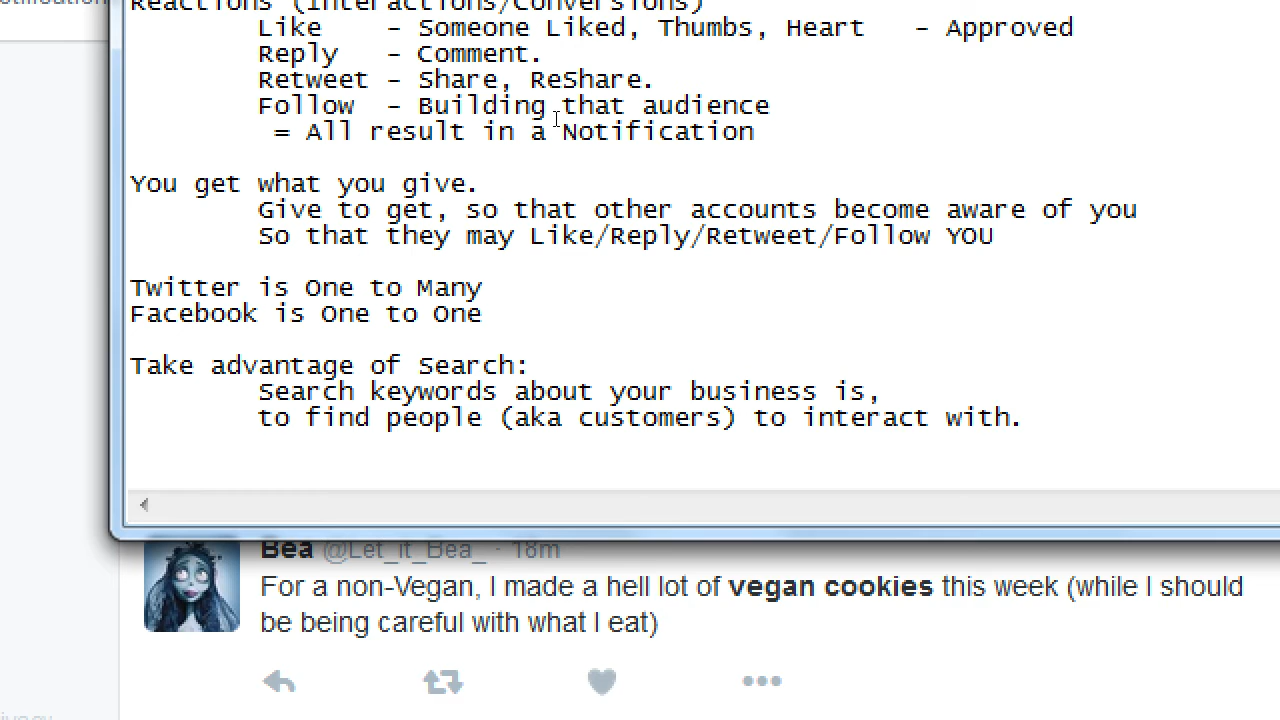 Reactions (Interactions/Conversions)
Like - Someone Liked, Thumbs, Heart - Approved
Reply - Comment.
Retweet - Share, ReShare.
Follow - Building that audience
= All result in a Notification
You get what you give.
Give to get, so that other accounts become aware of you
So that they may Like/Reply/Retweet/Follow YOU
Twitter is One to Many
Facebook is One to One
Take advantage of Search:
Search keywords about your business is,
to find people (aka customers) to interact with.
Bea @Let_it_Bea_ · 18m
For a non-Vegan, I made a hell lot of vegan cookies this week (while I should
be being careful with what I eat)